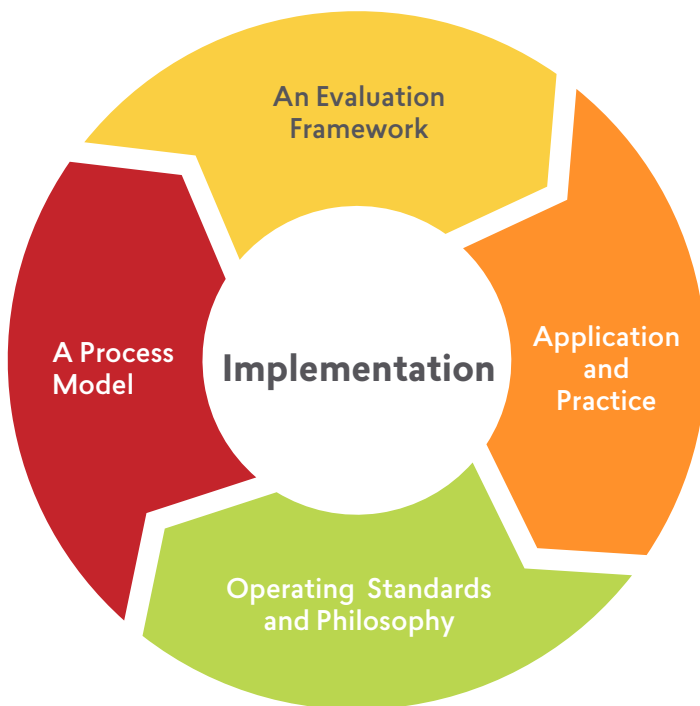 An Evaluation
Framework
Application
and
Practice
A Process
Model
Implementation
Operating Standards
and Philosophy